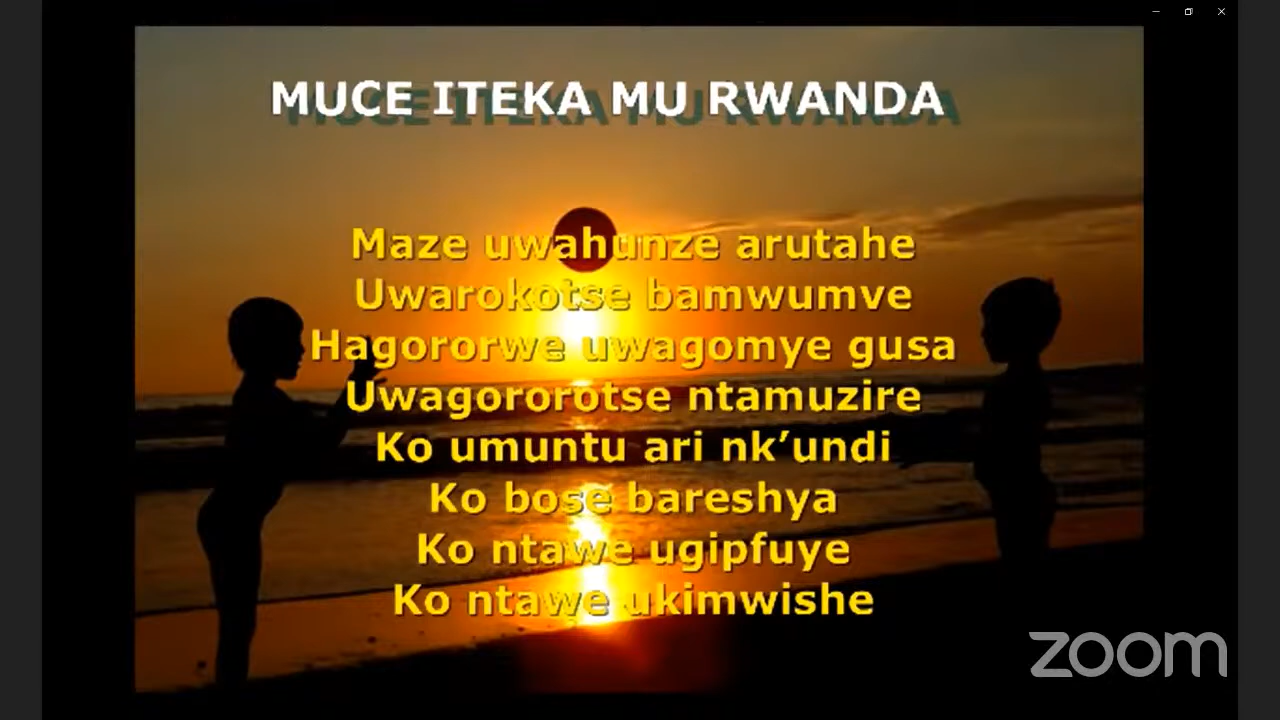 MUCE ITEKA MU RWANDA
Maze uwahunze arutahe
Uwarokotse bamwumve
Hagororwe uwagomye gusa
Uwagororotse ntamuzire
Ko umuntu ari nk’undi
Ko bose bareshya
Ko ntawe ugipfuye
Ko ntawe ukimwishe
zoom